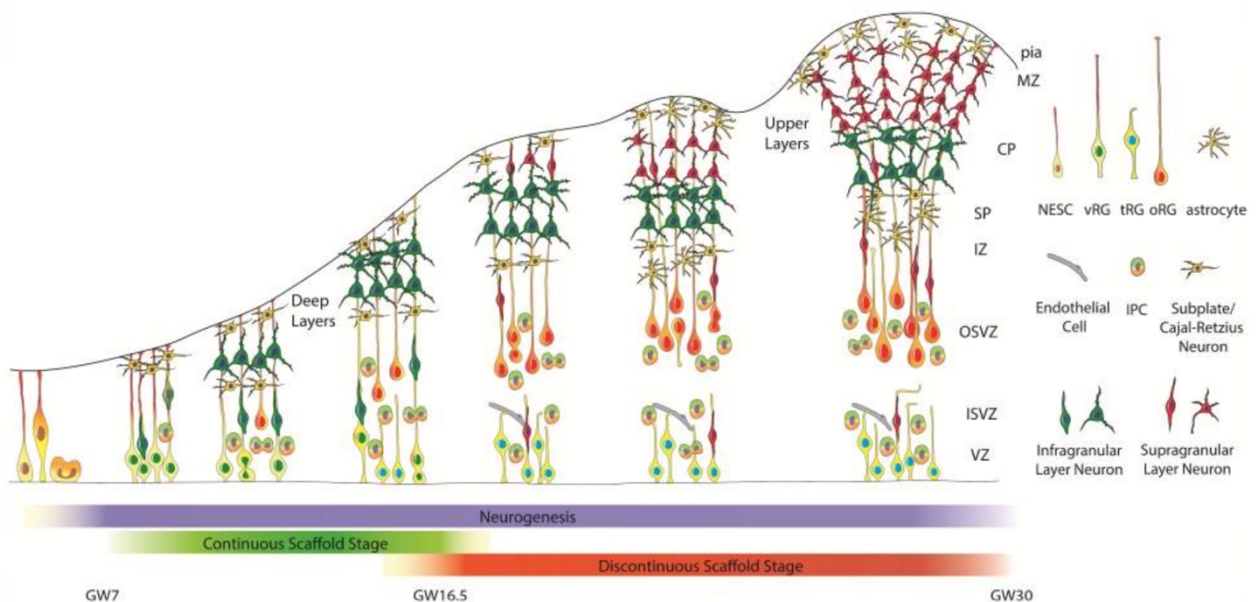 pia
MZ
Upper
Layers
CP
NESC vRG tRG oRG astrocyte
SP
IZ
Deep
Layers
Endothelial
Cell
IPC
Subplate/
Cajal-Retzius
Neuron
OSVZ
ISVZ
VZ
Infragranular
Layer Neuron
Supragranular
Layer Neuron
Neurogenesis
Continuous Scaffold Stage
Discontinuous Scaffold Stage
GW7 GW16.5 GW30